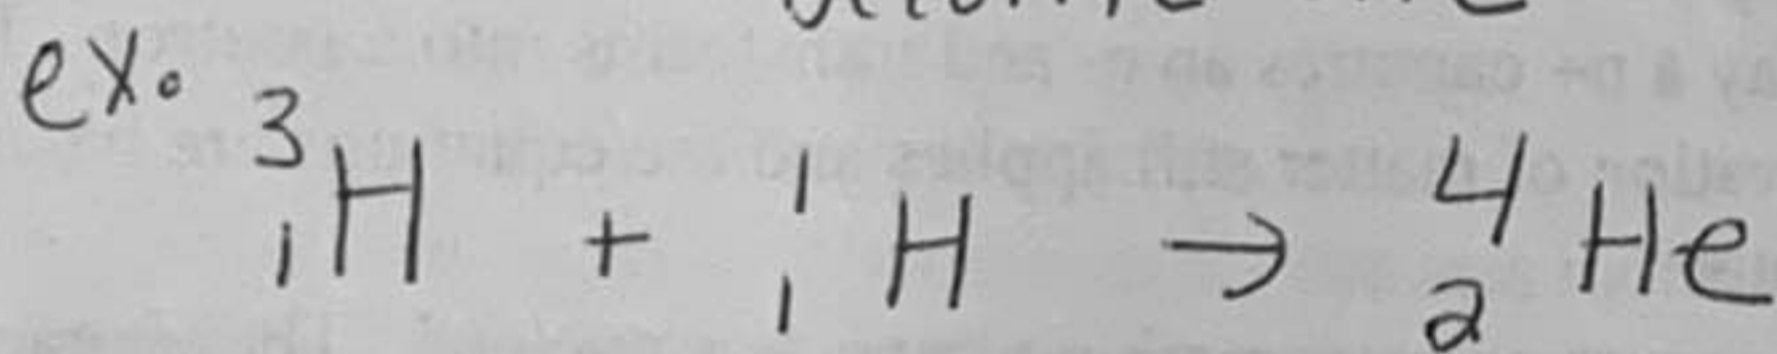 ex. ³₁H + ¹₁H → ⁴₂He